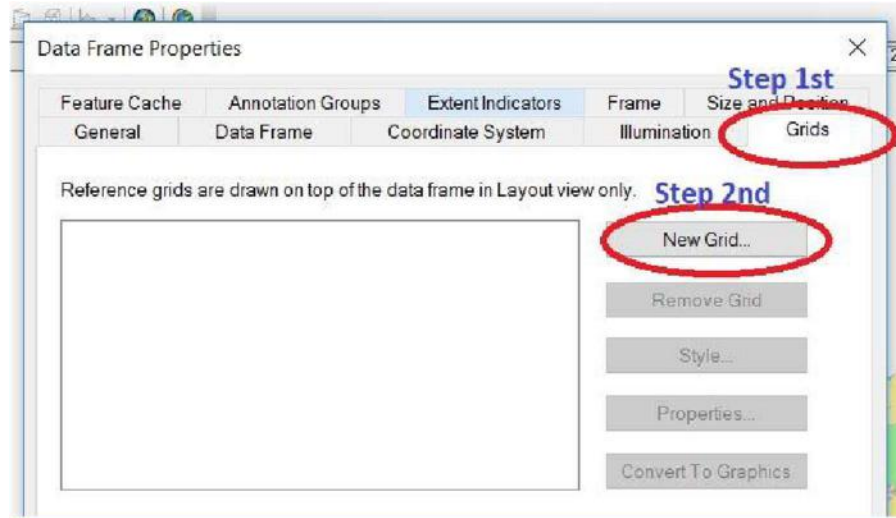 Data Frame Properties
Step 1st
Feature Cache Annotation Groups Extent Indicators Frame Size and Position
General Data Frame Coordinate System Illumination Grids
Reference grids are drawn on top of the data frame in Layout view only.
Step 2nd
New Grid...
Remove Grid
Style...
Properties...
Convert To Graphics